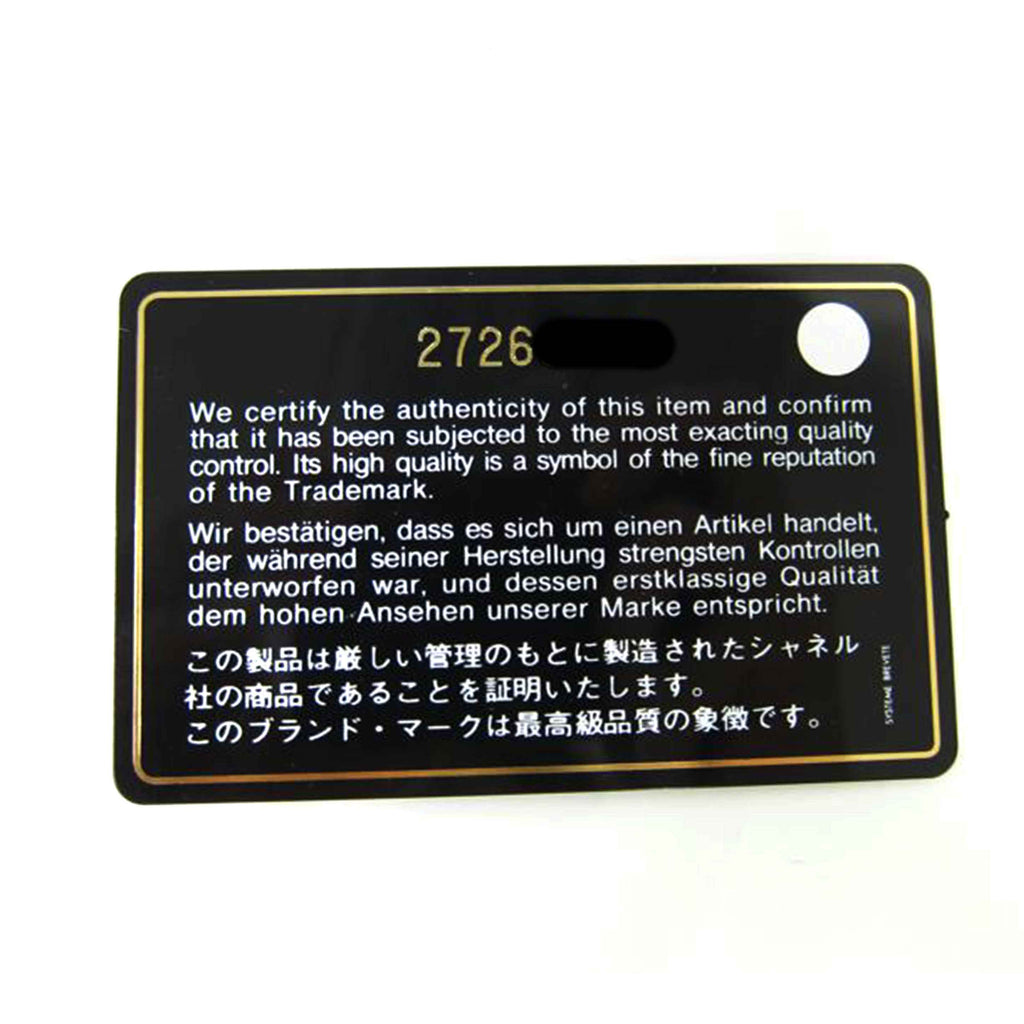 2726
We certify the authenticity of this item and confirm
that it has been subjected to the most exacting quality
control. Its high quality is a symbol of the fine reputation
of the Trademark.
Wir bestätigen, dass es sich um einen Artikel handelt,
der während seiner Herstellung strengsten Kontrollen
unterworfen war, und dessen erstklassige Qualität
dem hohen Ansehen unserer Marke entspricht.
この製品は厳しい管理のもとに製造されたシャネル
社の商品であることを証明いたします。
このブランド・マークは最高級品質の象徴です。
SYSTEME BREVETE